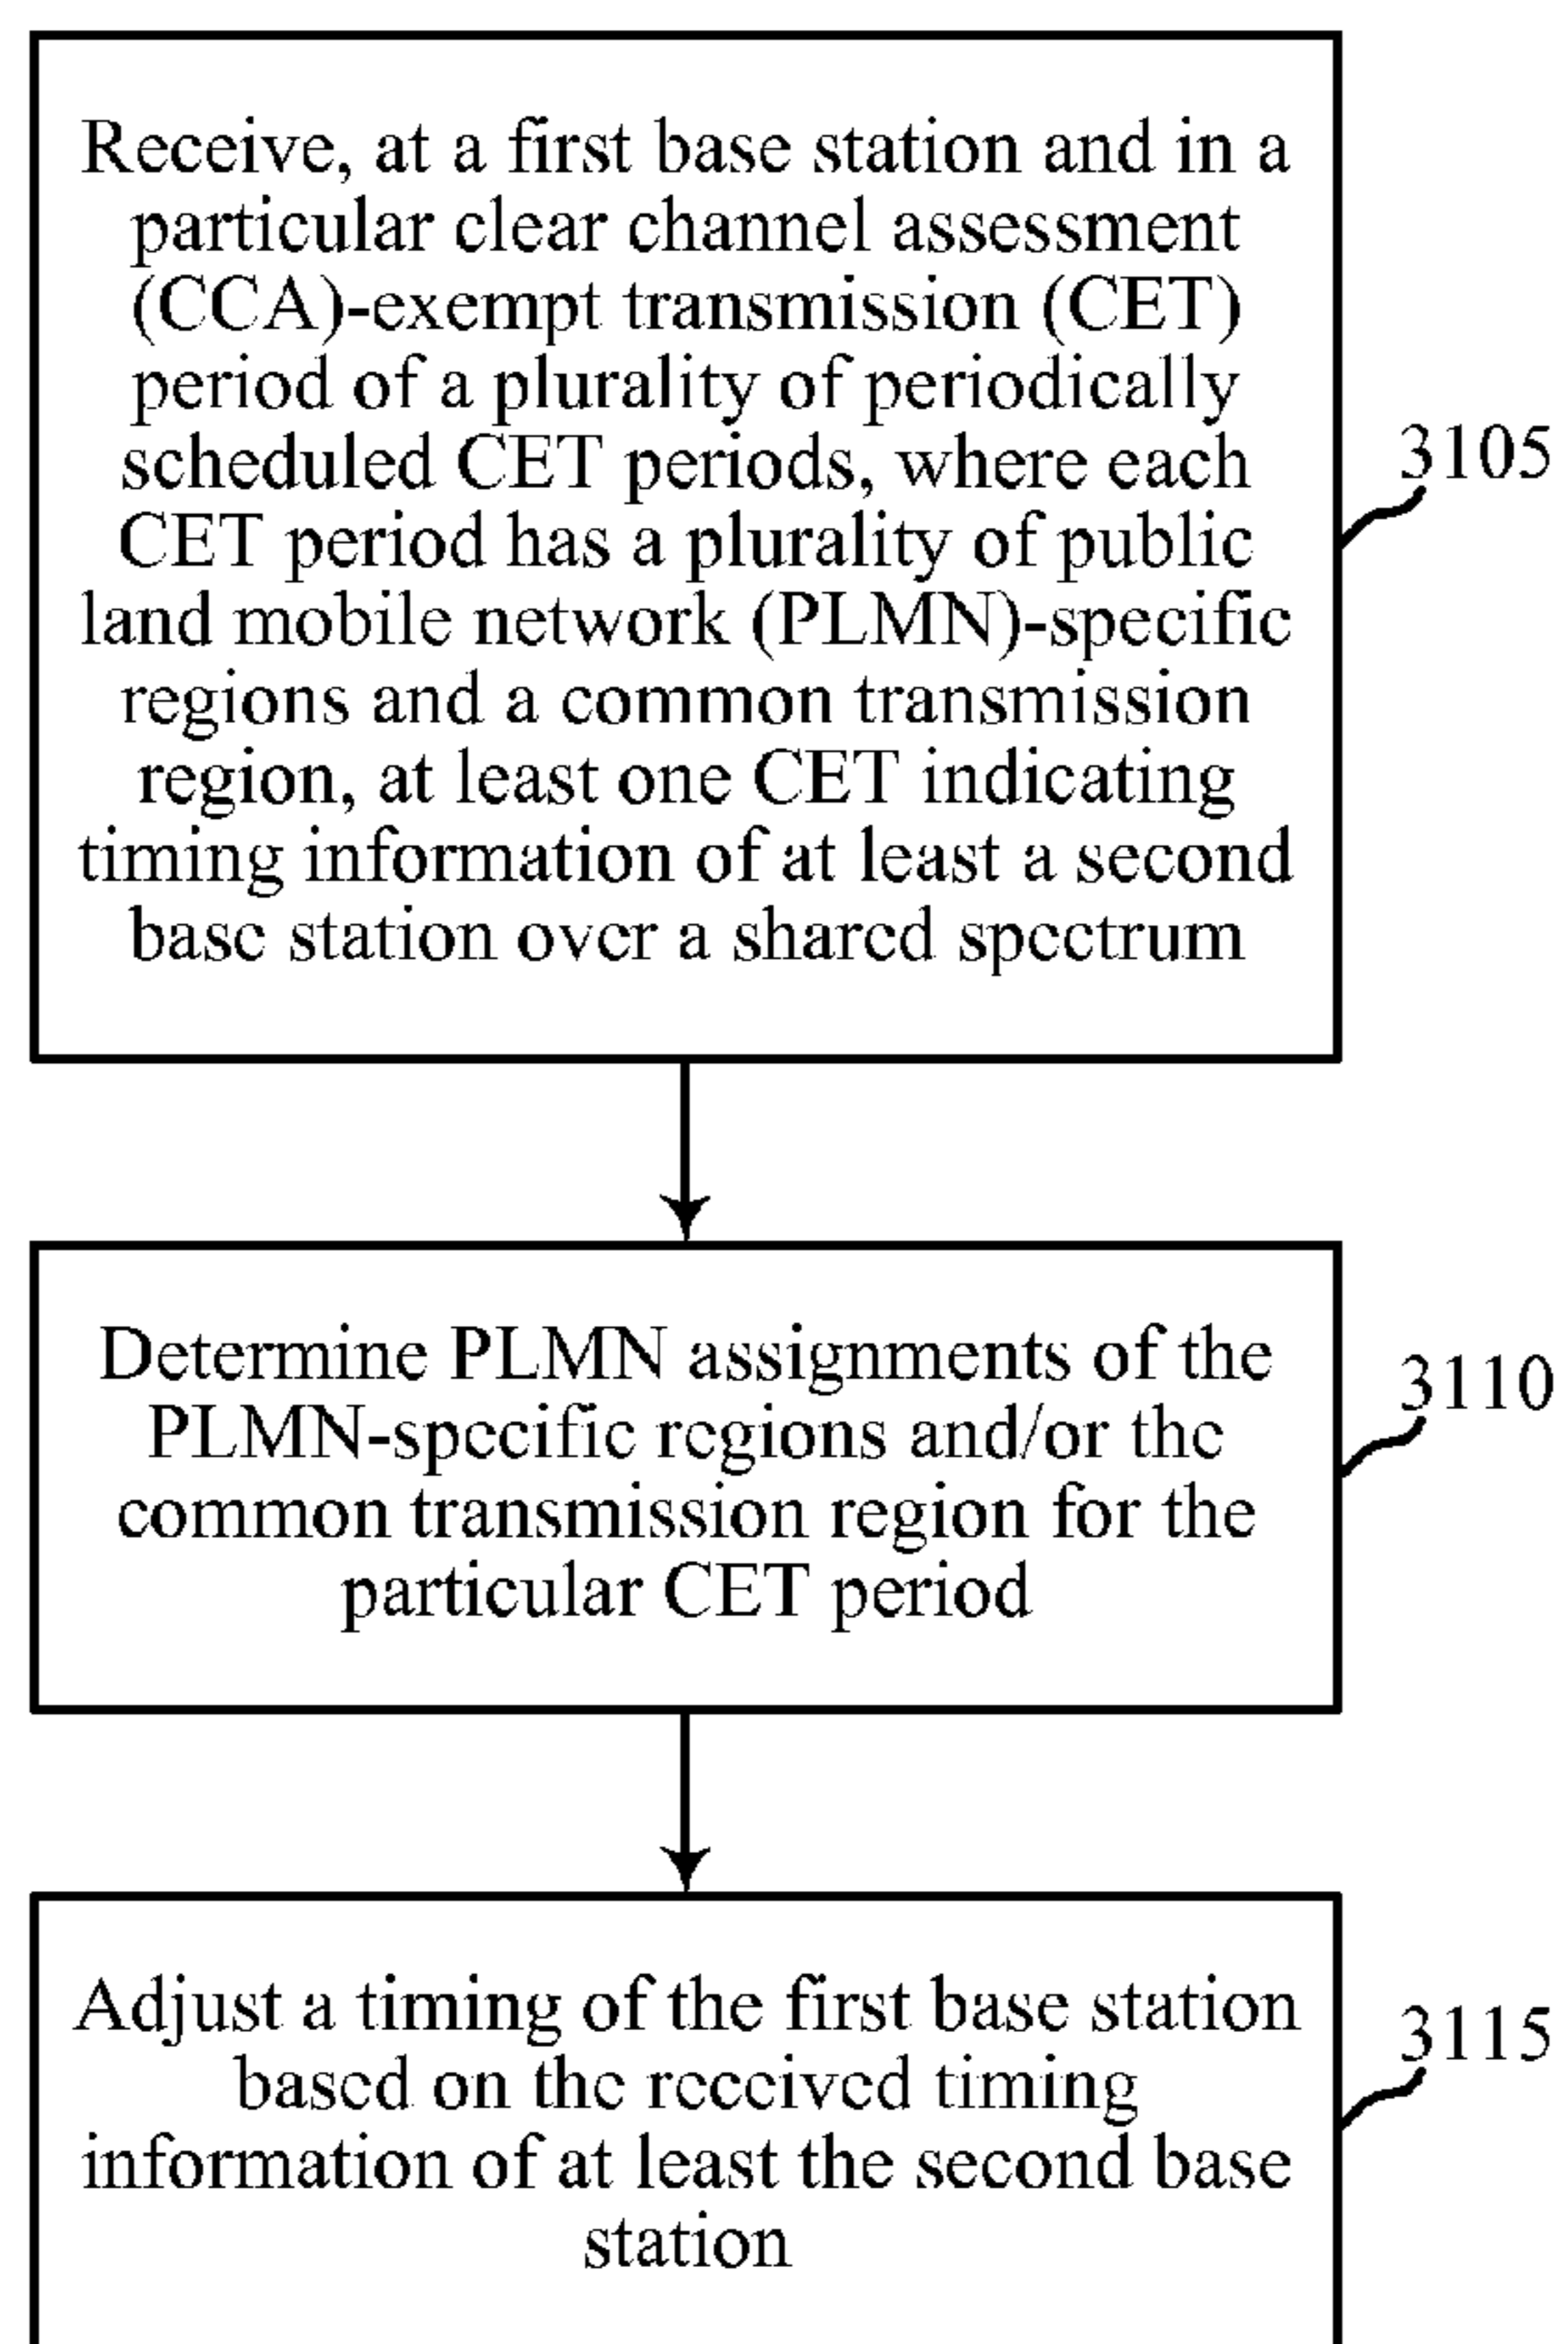 Receive, at a first base station and in a
particular clear channel assessment
(CCA)-exempt transmission (CET)
period of a plurality of periodically
scheduled CET periods, where each
CET period has a plurality of public
land mobile network (PLMN)-specific
regions and a common transmission
region, at least one CET indicating
timing information of at least a second
base station over a shared spectrum
3105
Determine PLMN assignments of the
PLMN-specific regions and/or the
common transmission region for the
particular CET period
3110
Adjust a timing of the first base station
based on the received timing
information of at least the second base
station
3115